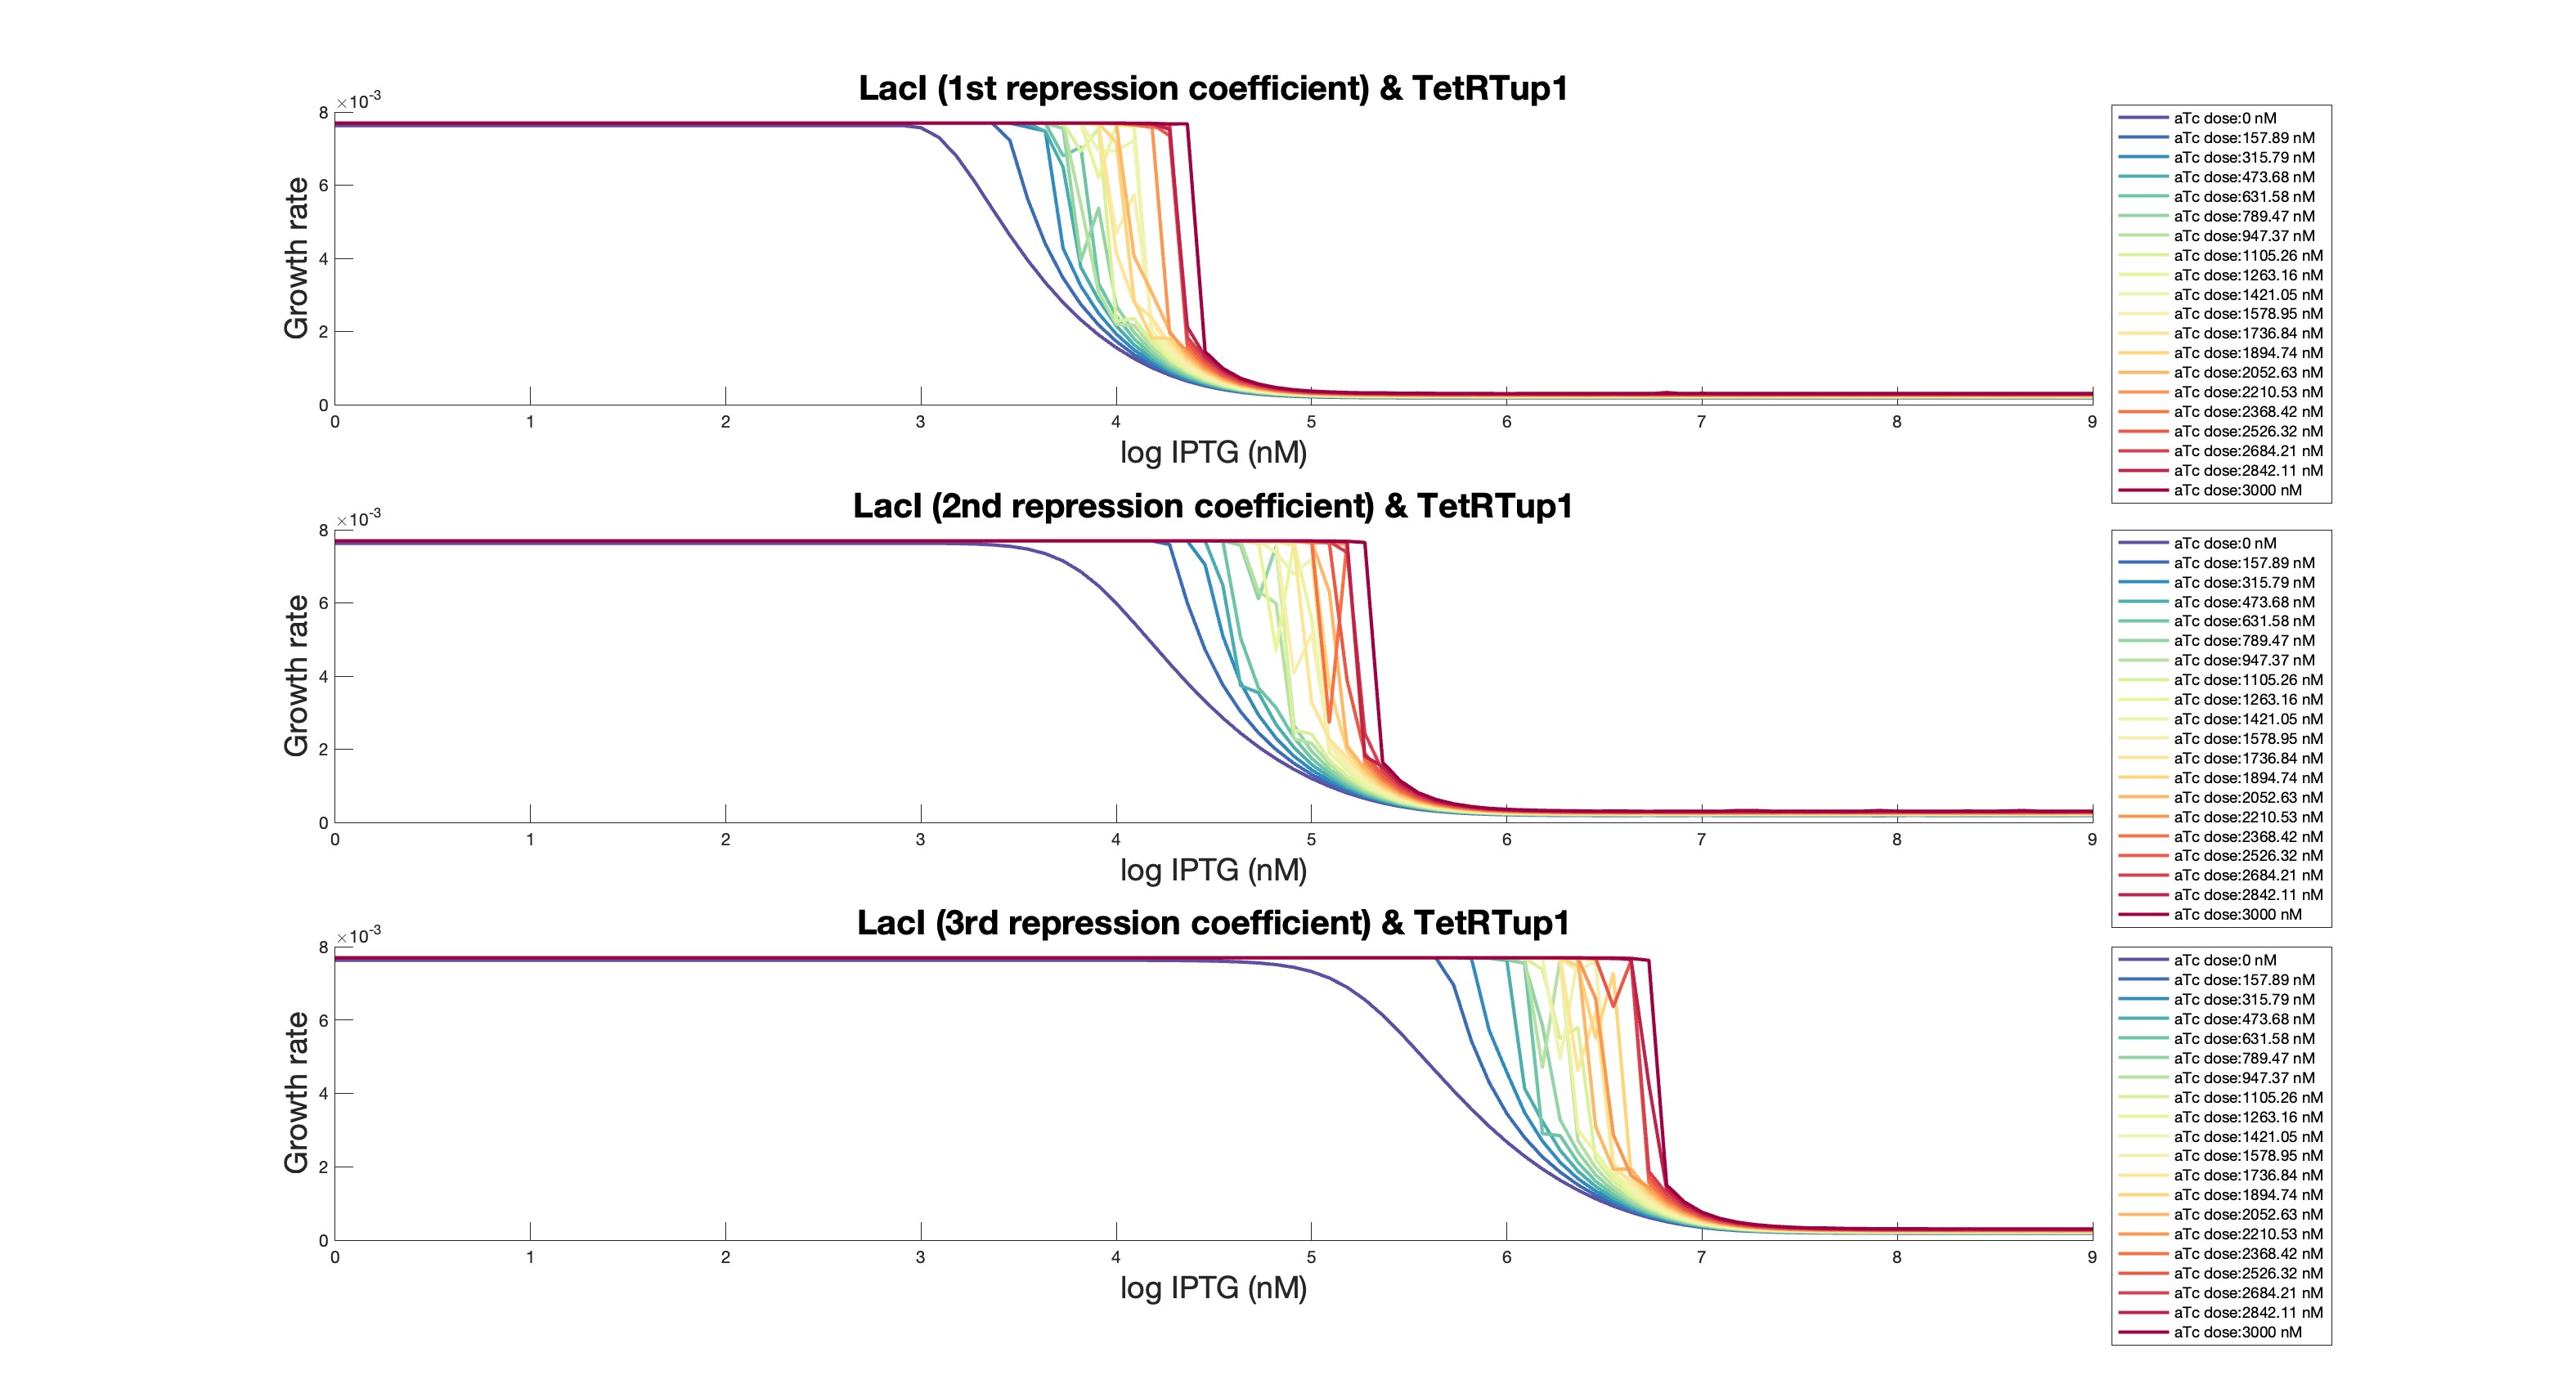 LacI (1st repression coefficient) & TetRTup1
×10-3
8
6
4
2
0
Growth rate
0 1 2 3 4 5 6 7 8 9
log IPTG (nM)
aTc dose:0 nM
aTc dose:157.89 nM
aTc dose:315.79 nM
aTc dose:473.68 nM
aTc dose:631.58 nM
aTc dose:789.47 nM
aTc dose:947.37 nM
aTc dose:1105.26 nM
aTc dose:1263.16 nM
aTc dose:1421.05 nM
aTc dose:1578.95 nM
aTc dose:1736.84 nM
aTc dose:1894.74 nM
aTc dose:2052.63 nM
aTc dose:2210.53 nM
aTc dose:2368.42 nM
aTc dose:2526.32 nM
aTc dose:2684.21 nM
aTc dose:2842.11 nM
aTc dose:3000 nM
LacI (2nd repression coefficient) & TetRTup1
×10-3
8
6
4
2
0
Growth rate
0 1 2 3 4 5 6 7 8 9
log IPTG (nM)
aTc dose:0 nM
aTc dose:157.89 nM
aTc dose:315.79 nM
aTc dose:473.68 nM
aTc dose:631.58 nM
aTc dose:789.47 nM
aTc dose:947.37 nM
aTc dose:1105.26 nM
aTc dose:1263.16 nM
aTc dose:1421.05 nM
aTc dose:1578.95 nM
aTc dose:1736.84 nM
aTc dose:1894.74 nM
aTc dose:2052.63 nM
aTc dose:2210.53 nM
aTc dose:2368.42 nM
aTc dose:2526.32 nM
aTc dose:2684.21 nM
aTc dose:2842.11 nM
aTc dose:3000 nM
LacI (3rd repression coefficient) & TetRTup1
×10-3
8
6
4
2
0
Growth rate
0 1 2 3 4 5 6 7 8 9
log IPTG (nM)
aTc dose:0 nM
aTc dose:157.89 nM
aTc dose:315.79 nM
aTc dose:473.68 nM
aTc dose:631.58 nM
aTc dose:789.47 nM
aTc dose:947.37 nM
aTc dose:1105.26 nM
aTc dose:1263.16 nM
aTc dose:1421.05 nM
aTc dose:1578.95 nM
aTc dose:1736.84 nM
aTc dose:1894.74 nM
aTc dose:2052.63 nM
aTc dose:2210.53 nM
aTc dose:2368.42 nM
aTc dose:2526.32 nM
aTc dose:2684.21 nM
aTc dose:2842.11 nM
aTc dose:3000 nM